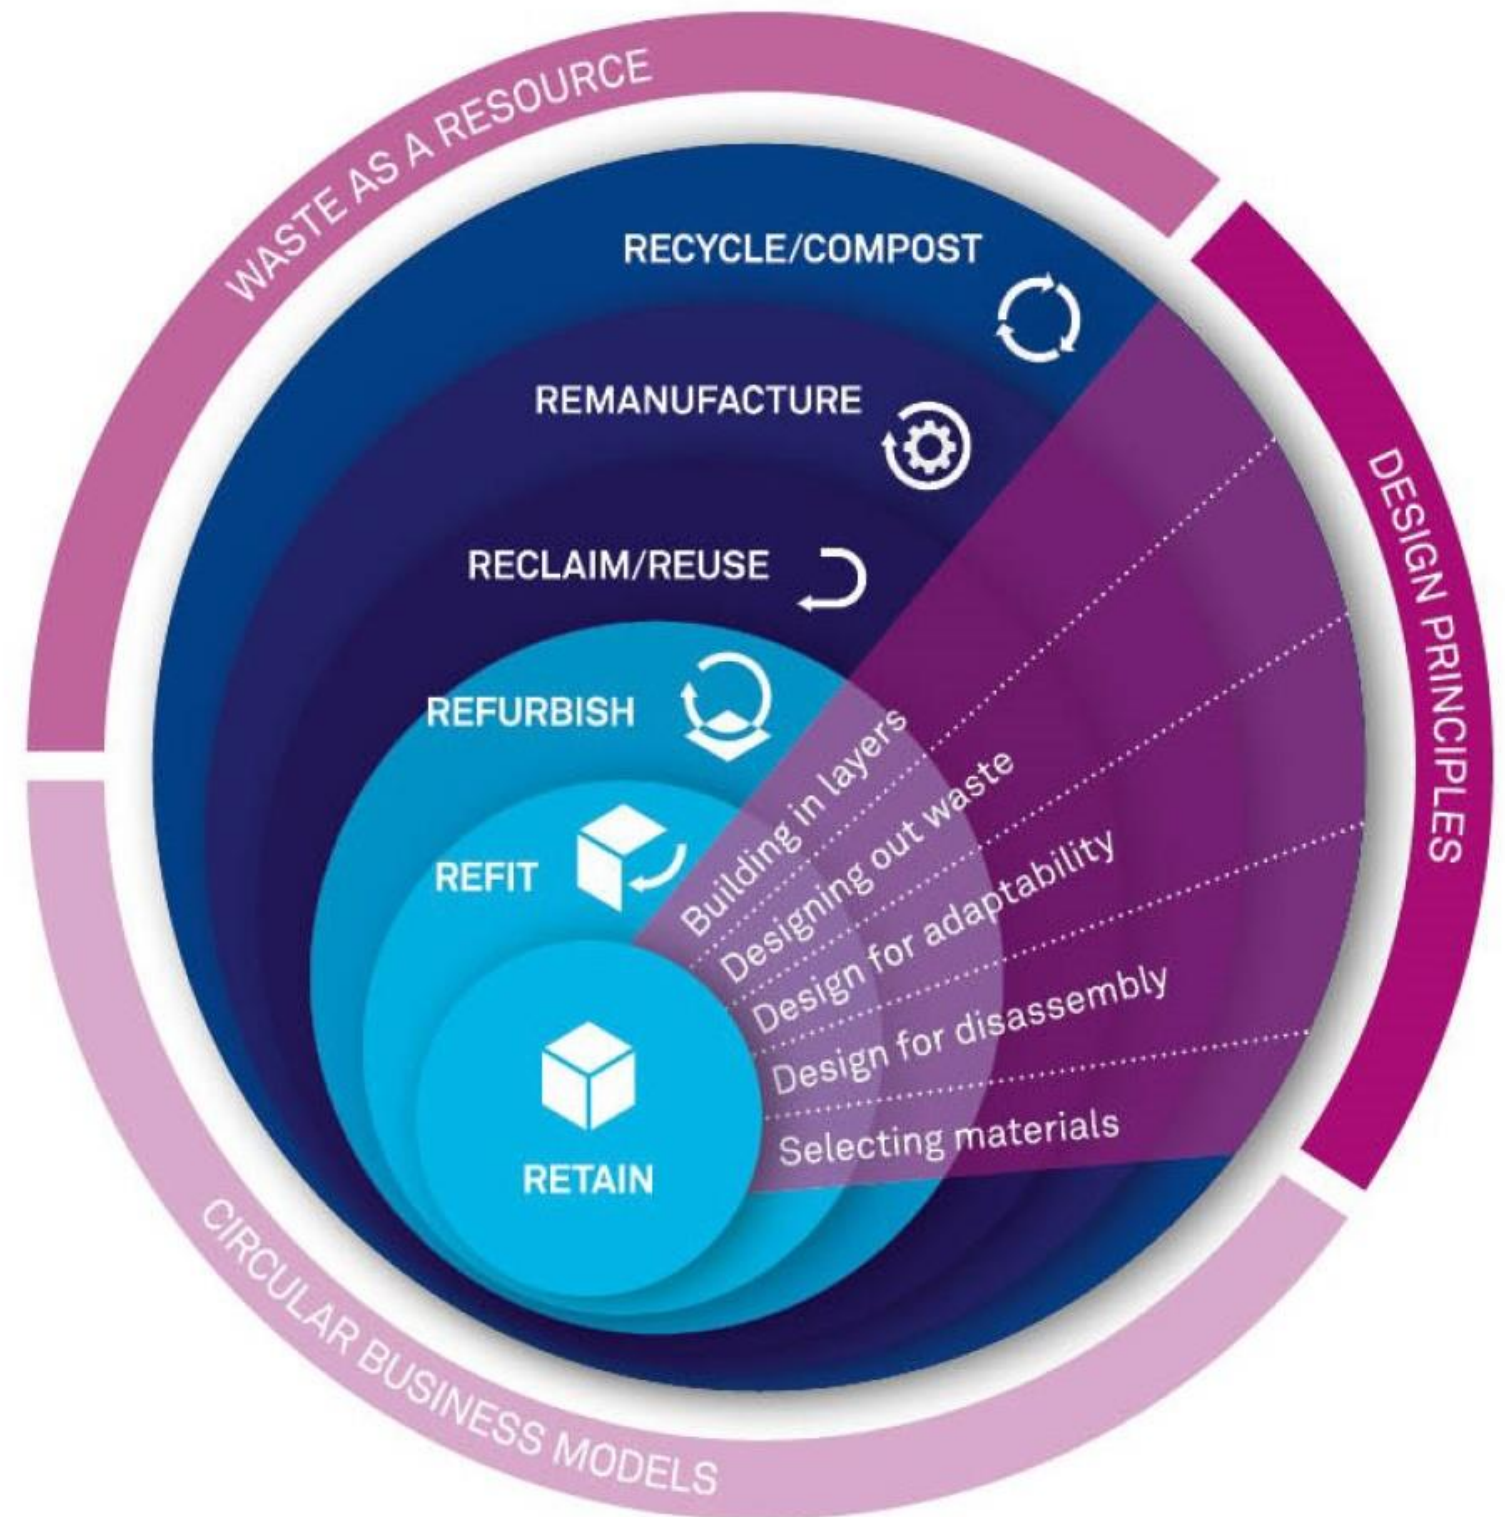 WASTE AS A RESOURCE
RECYCLE/COMPOST
REMANUFACTURE
RECLAIM/REUSE
REFURBISH
REFIT
RETAIN
Building in layers
Designing out waste
Design for adaptability
Design for disassembly
Selecting materials
DESIGN PRINCIPLES
CIRCULAR BUSINESS MODELS